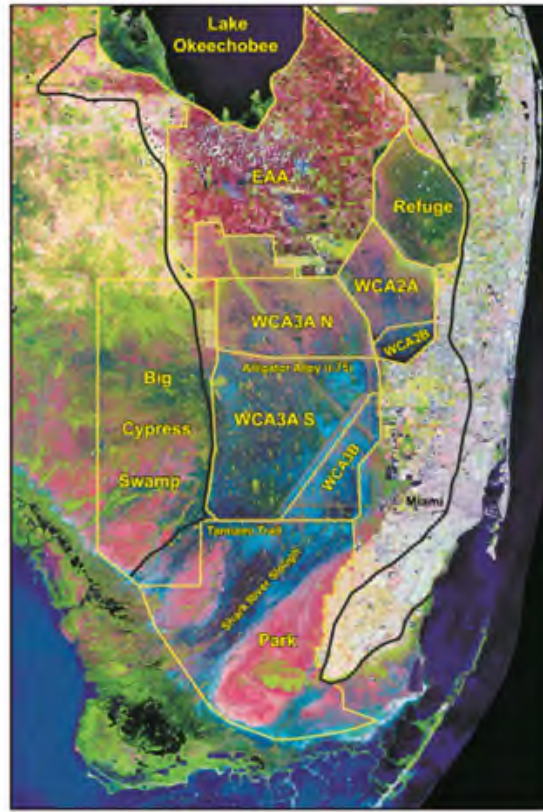 Lake
Okeechobee
EAA
Refuge
WCA2A
WCA3A N
WCA2B
Alligator Alley (I 75)
Big
Cypress
Swamp
WCA3A S
WCA3B
Miami
Tamiami Trail
Shark River Slough
Park